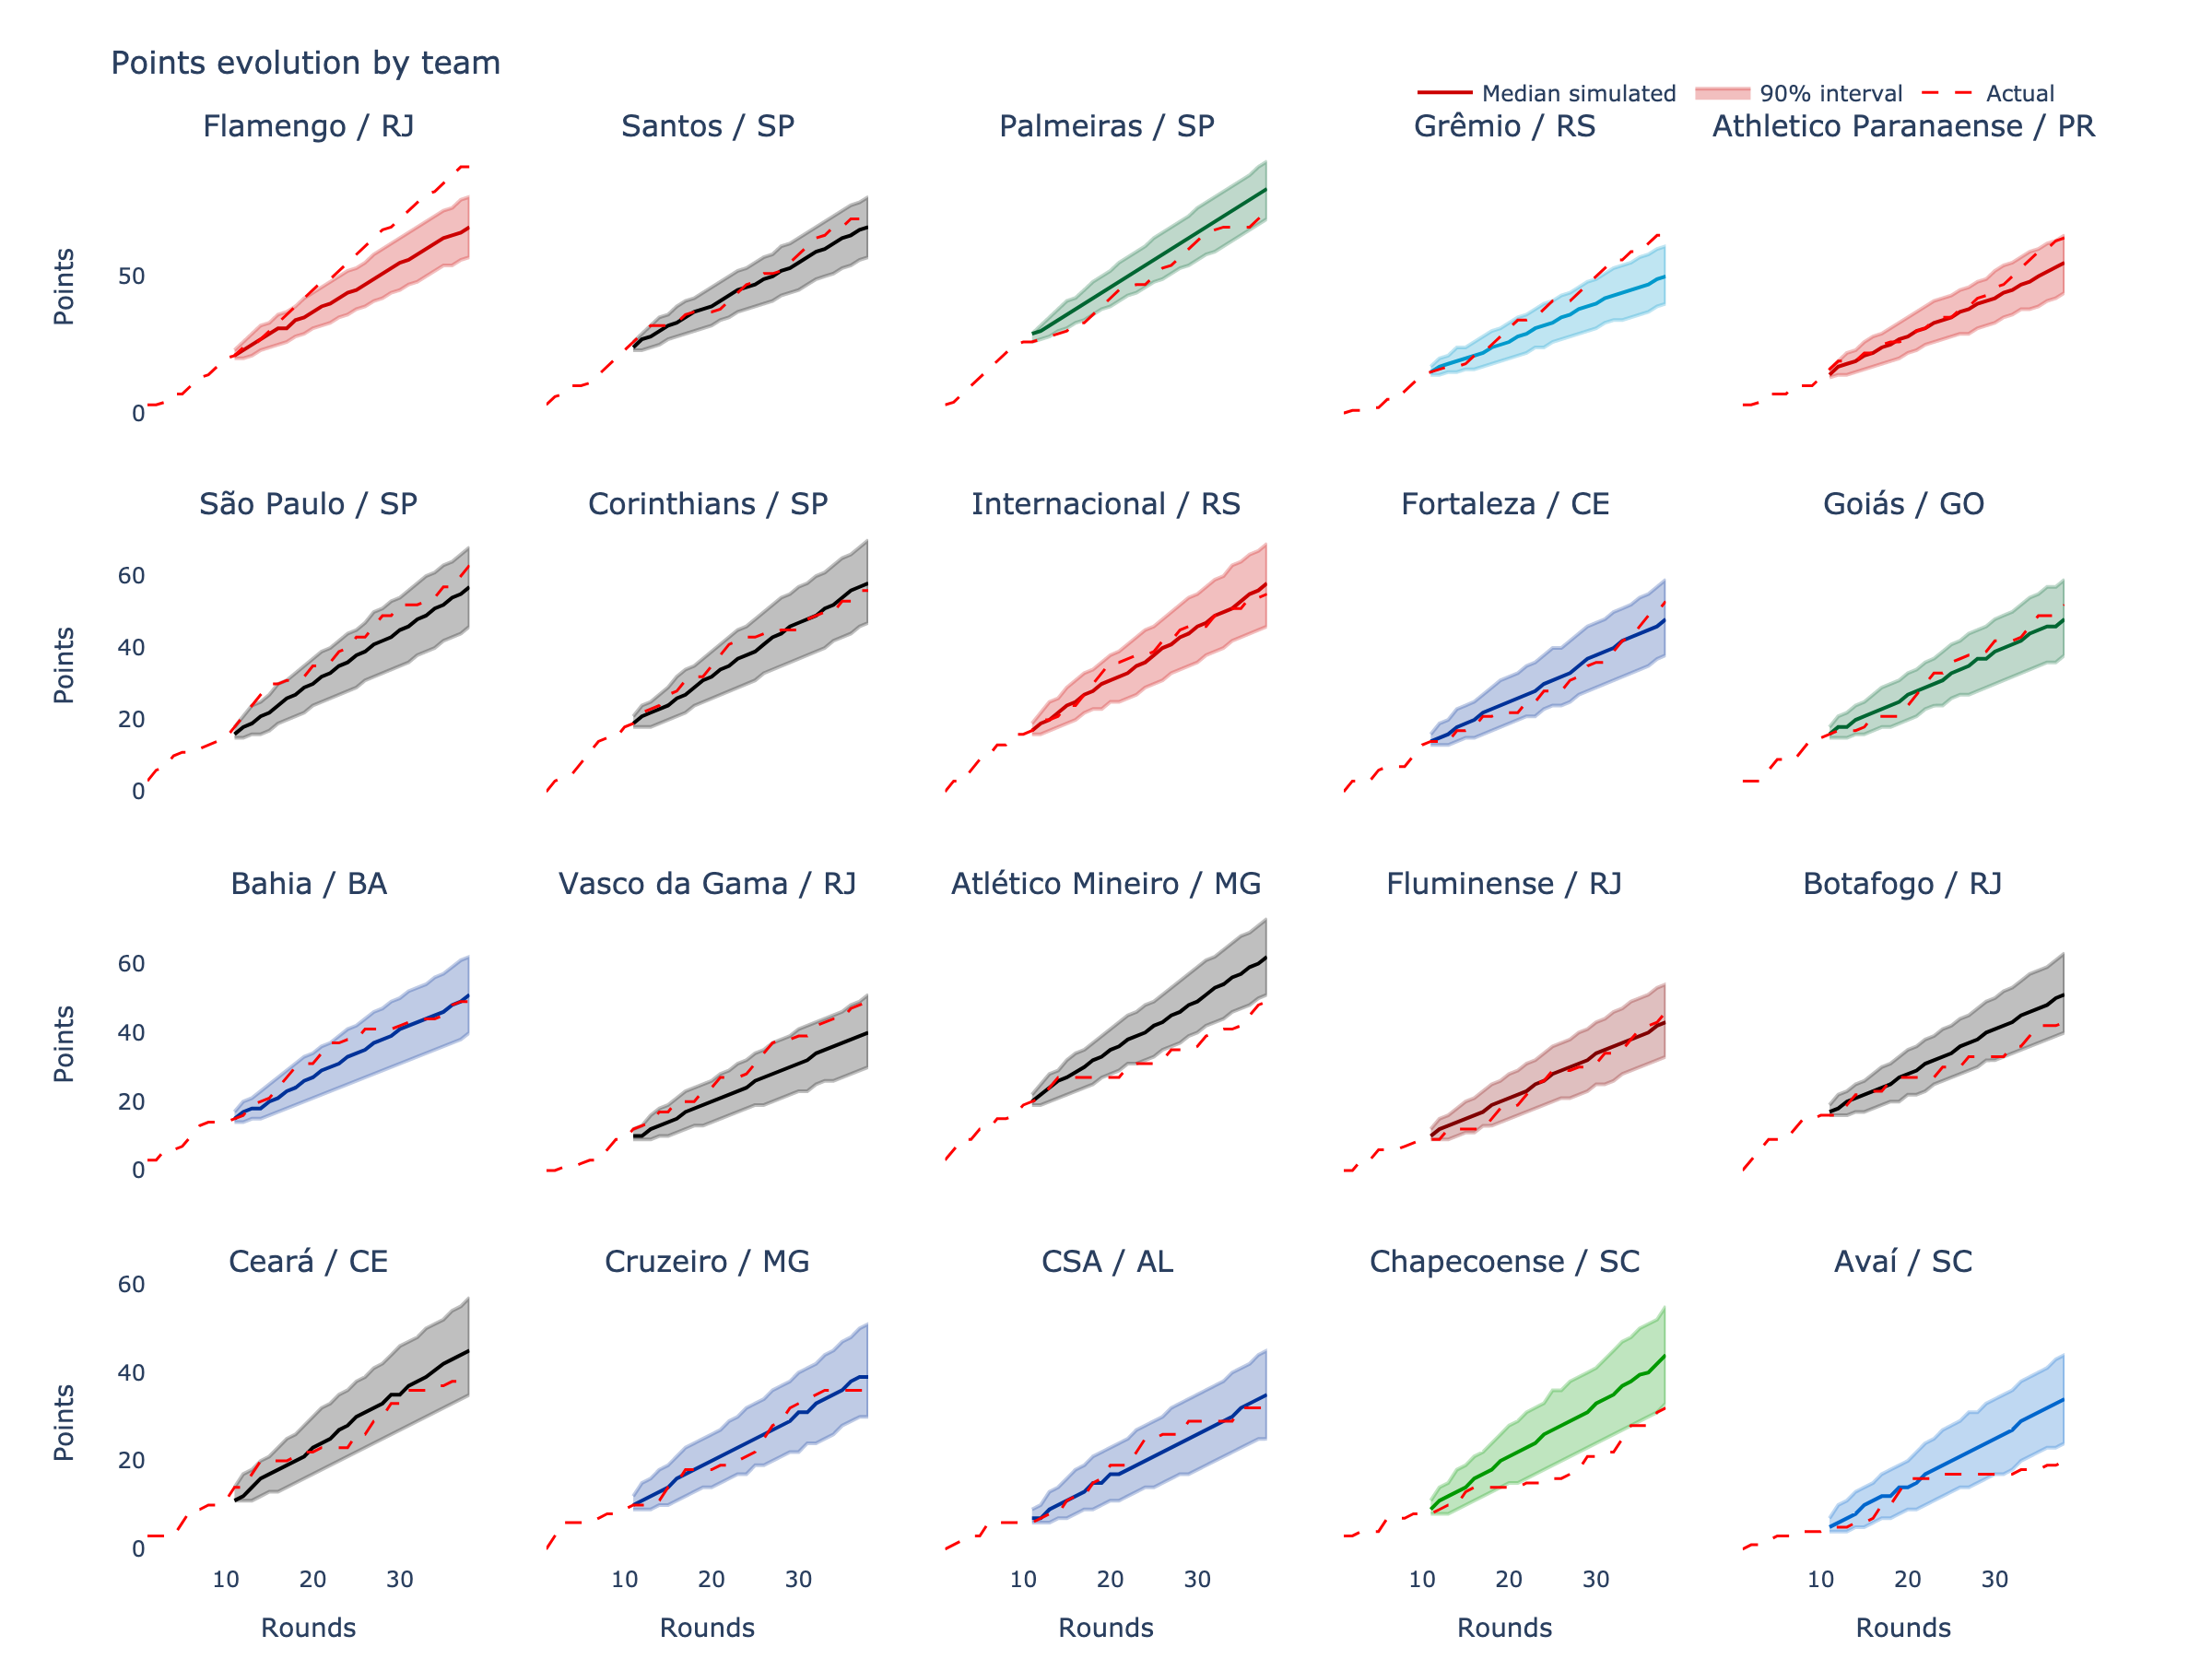 Points evolution by team
Median simulated 90% interval Actual
Flamengo / RJ
Santos / SP
Palmeiras / SP
Grêmio / RS
Athletico Paranaense / PR
Points
50
0
São Paulo / SP
Corinthians / SP
Internacional / RS
Fortaleza / CE
Goiás / GO
Points
60
40
20
0
Bahia / BA
Vasco da Gama / RJ
Atlético Mineiro / MG
Fluminense / RJ
Botafogo / RJ
Points
60
40
20
0
Ceará / CE
Cruzeiro / MG
CSA / AL
Chapecoense / SC
Avaí / SC
Points
60
40
20
0
10 20 30
10 20 30
10 20 30
10 20 30
10 20 30
Rounds
Rounds
Rounds
Rounds
Rounds